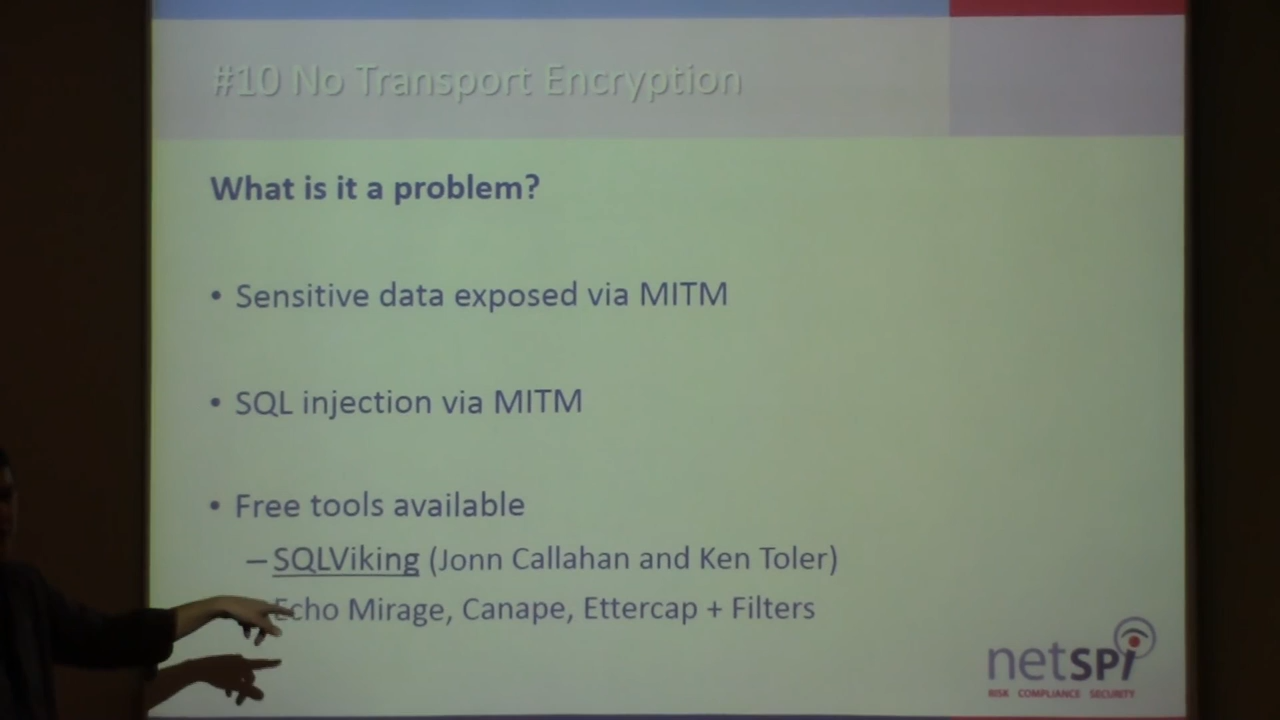 #10 No Transport Encryption
What is it a problem?
• Sensitive data exposed via MITM
• SQL injection via MITM
• Free tools available
– SQLViking (Jonn Callahan and Ken Toler)
Echo Mirage, Canape, Ettercap + Filters
netSPi
RISK COMPLIANCE SECURITY